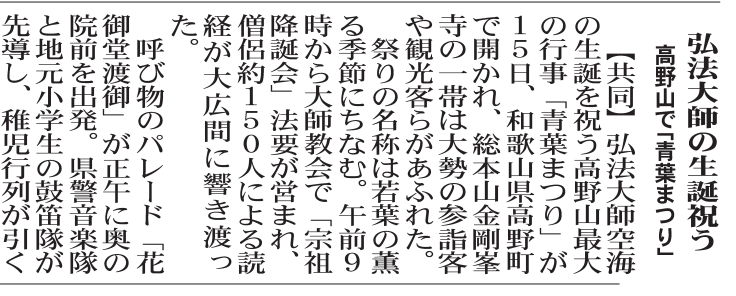 弘法大師の生誕祝う
高野山で「青葉まつり」
【共同】弘法大師空海
の生誕を祝う高野山最大
の行事「青葉まつり」が
15日、和歌山県高野町
で開かれ、総本山金剛峯
寺の一帯は大勢の参詣客
や観光客らがあふれた。
祭りの名称は若葉の薫
る季節にちなむ。午前9
時から大師教会で「宗祖
降誕会」法要が営まれ、
僧侶約150人による読
経が大広間に響き渡っ
た。
呼び物のパレード「花
御堂渡御」が正午に奥の
院前を出発。県警音楽隊
と地元小学生の鼓笛隊が
先導し、稚児行列が引く